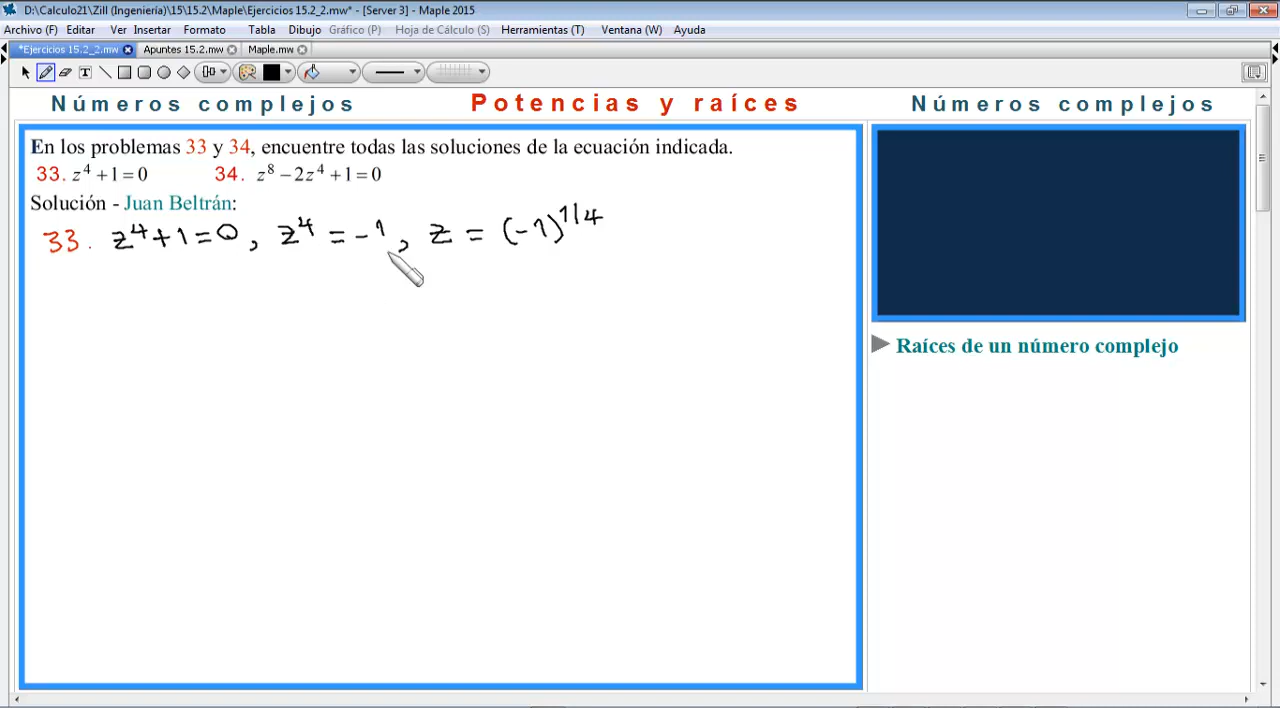 D:\Calculo21\Zill (Ingeniería)\15\15.2\Maple\Ejercicios 15.2_2.mw* - [Server 3] - Maple 2015
Archivo (F) Editar Ver Insertar Formato Tabla Dibujo Gráfico (P) Hoja de Cálculo (S) Herramientas (T) Ventana (W) Ayuda
*Ejercicios 15.2_2.mw Apuntes 15.2.mw Maple.mw
T
Números complejos Potencias y raíces Números complejos
En los problemas 33 y 34, encuentre todas las soluciones de la ecuación indicada.
33. z⁴ + 1 = 0 34. z⁸ − 2z⁴ + 1 = 0
Solución - Juan Beltrán:
33. z⁴ + 1 = 0 , z⁴ = -1 , z = (-1)^1/4
Raíces de un número complejo